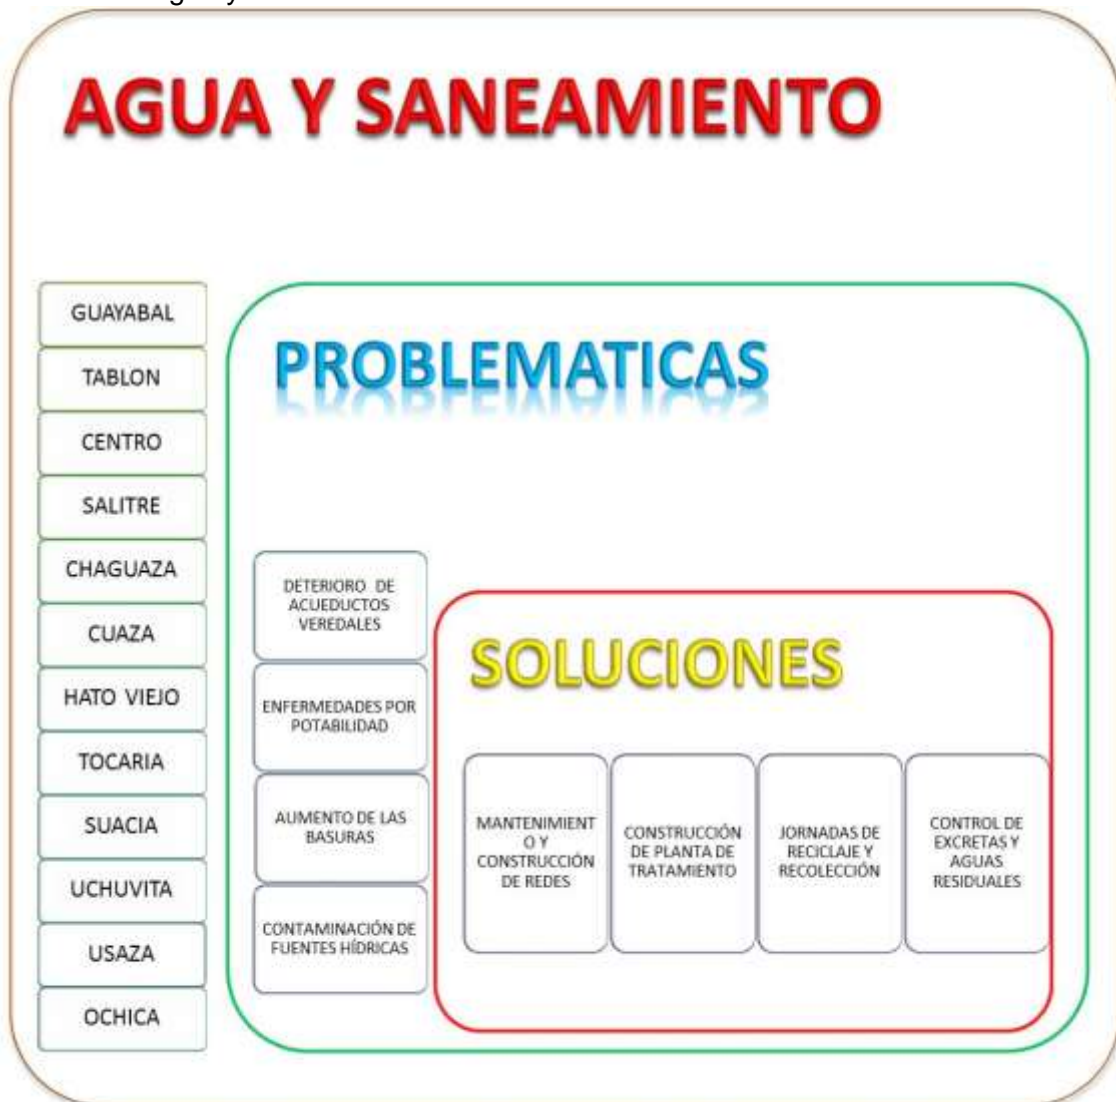 AGUA Y SANEAMIENTO
GUAYABAL
TABLON
CENTRO
SALITRE
CHAGUAZA
CUAZA
HATO VIEJO
TOCARIA
SUACIA
UCHUVITA
USAZA
OCHICA
PROBLEMATICAS
DETERIORO DE
ACUEDUCTOS
VEREDALES
ENFERMEDADES POR
POTABILIDAD
AUMENTO DE LAS
BASURAS
CONTAMINACIÓN DE
FUENTES HÍDRICAS
SOLUCIONES
MANTENIMIENT
O Y
CONSTRUCCIÓN
DE REDES
CONSTRUCCIÓN
DE PLANTA DE
TRATAMIENTO
JORNADAS DE
RECICLAJE Y
RECOLECCIÓN
CONTROL DE
EXCRETAS Y
AGUAS
RESIDUALES